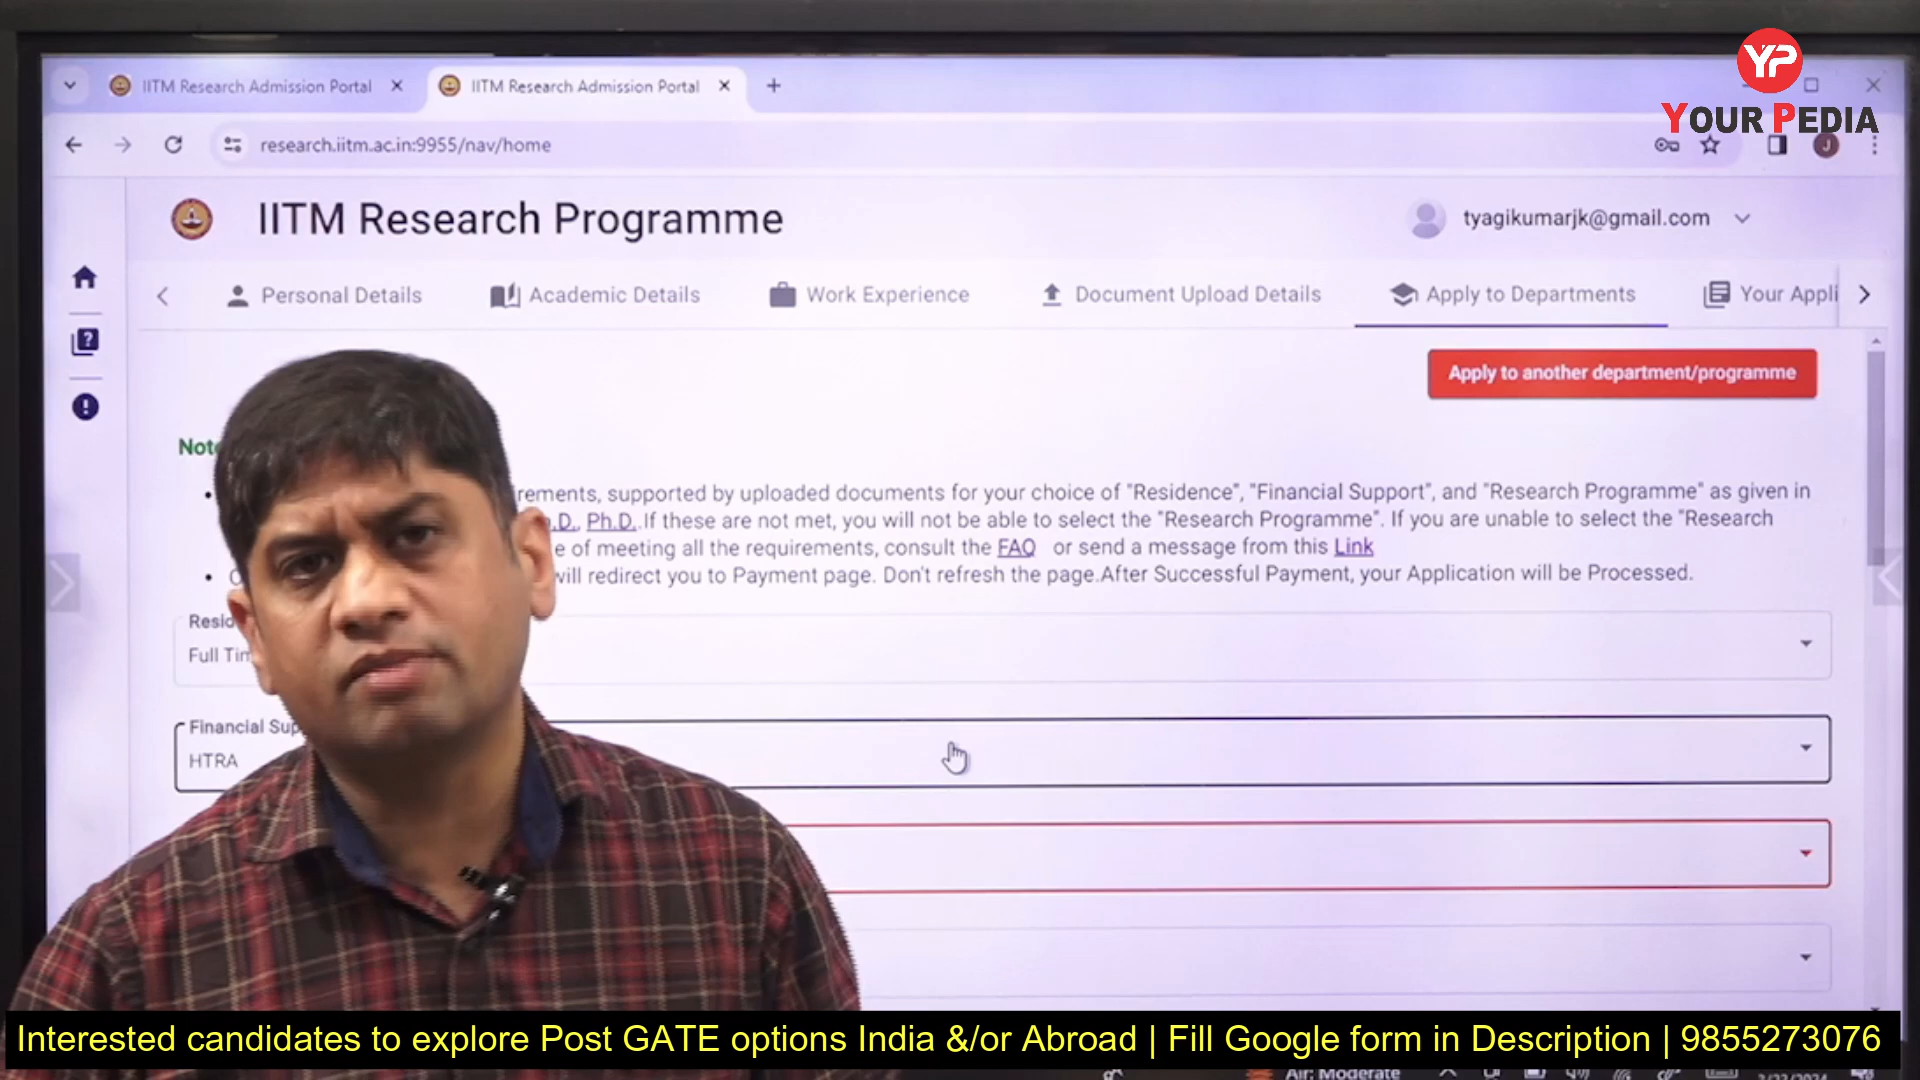 YP
YOUR PEDIA
IITM Research Admission Portal
IITM Research Admission Portal
research.iitm.ac.in:9955/nav/home
J
IITM Research Programme
tyagikumarjk@gmail.com
Personal Details
Academic Details
Work Experience
Document Upload Details
Apply to Departments
Your Appli
Apply to another department/programme
Note
rements, supported by uploaded documents for your choice of "Residence", "Financial Support", and "Research Programme" as given in
.D., Ph.D. If these are not met, you will not be able to select the "Research Programme". If you are unable to select the "Research
e of meeting all the requirements, consult the FAQ or send a message from this Link
will redirect you to Payment page. Don't refresh the page.After Successful Payment, your Application will be Processed.
Resid
Full Tim
Financial Sup
HTRA
Interested candidates to explore Post GATE options India &/or Abroad | Fill Google form in Description | 9855273076
Air: Moderate